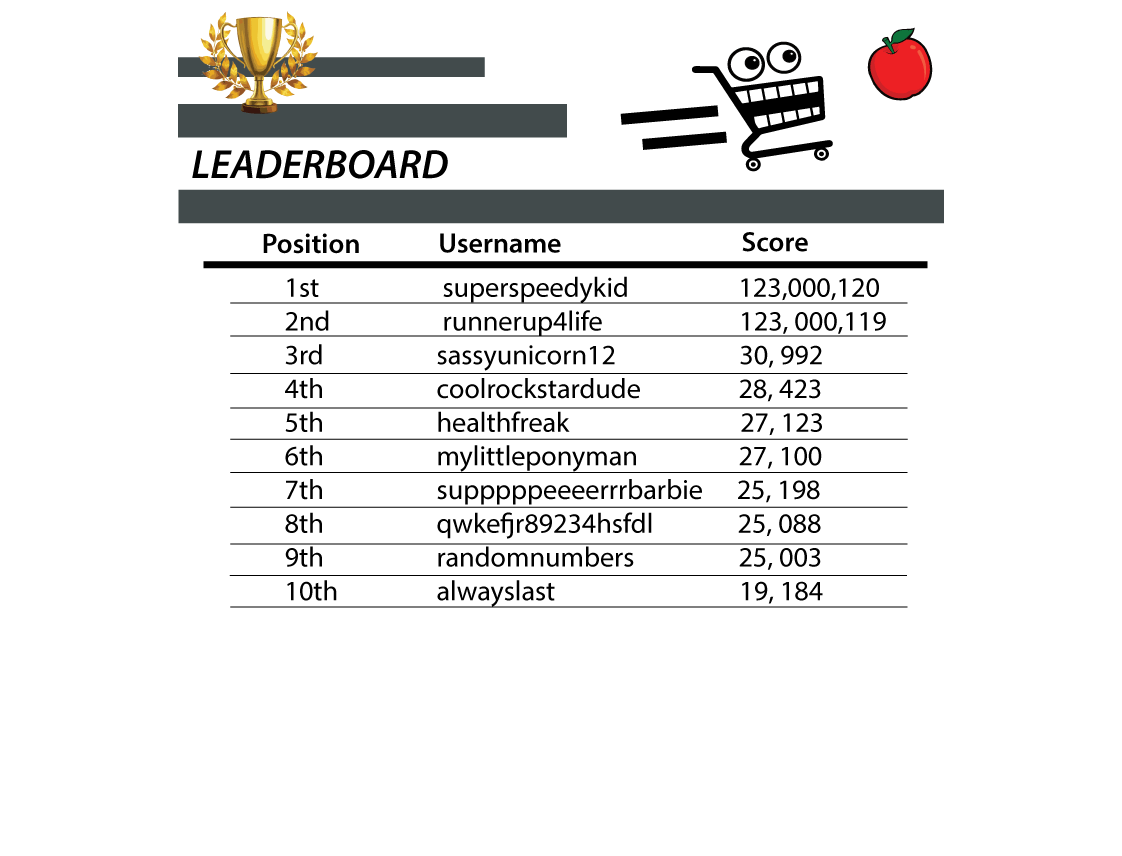 LEADERBOARD
Position Username Score
1st superspeedykid 123,000,120
2nd runnerup4life 123, 000,119
3rd sassyunicorn12 30, 992
4th coolrockstardude 28, 423
5th healthfreak 27, 123
6th mylittleponyman 27, 100
7th supppppeeeerrrbarbie 25, 198
8th qwkefjr89234hsfdl 25, 088
9th randomnumbers 25, 003
10th alwayslast 19, 184